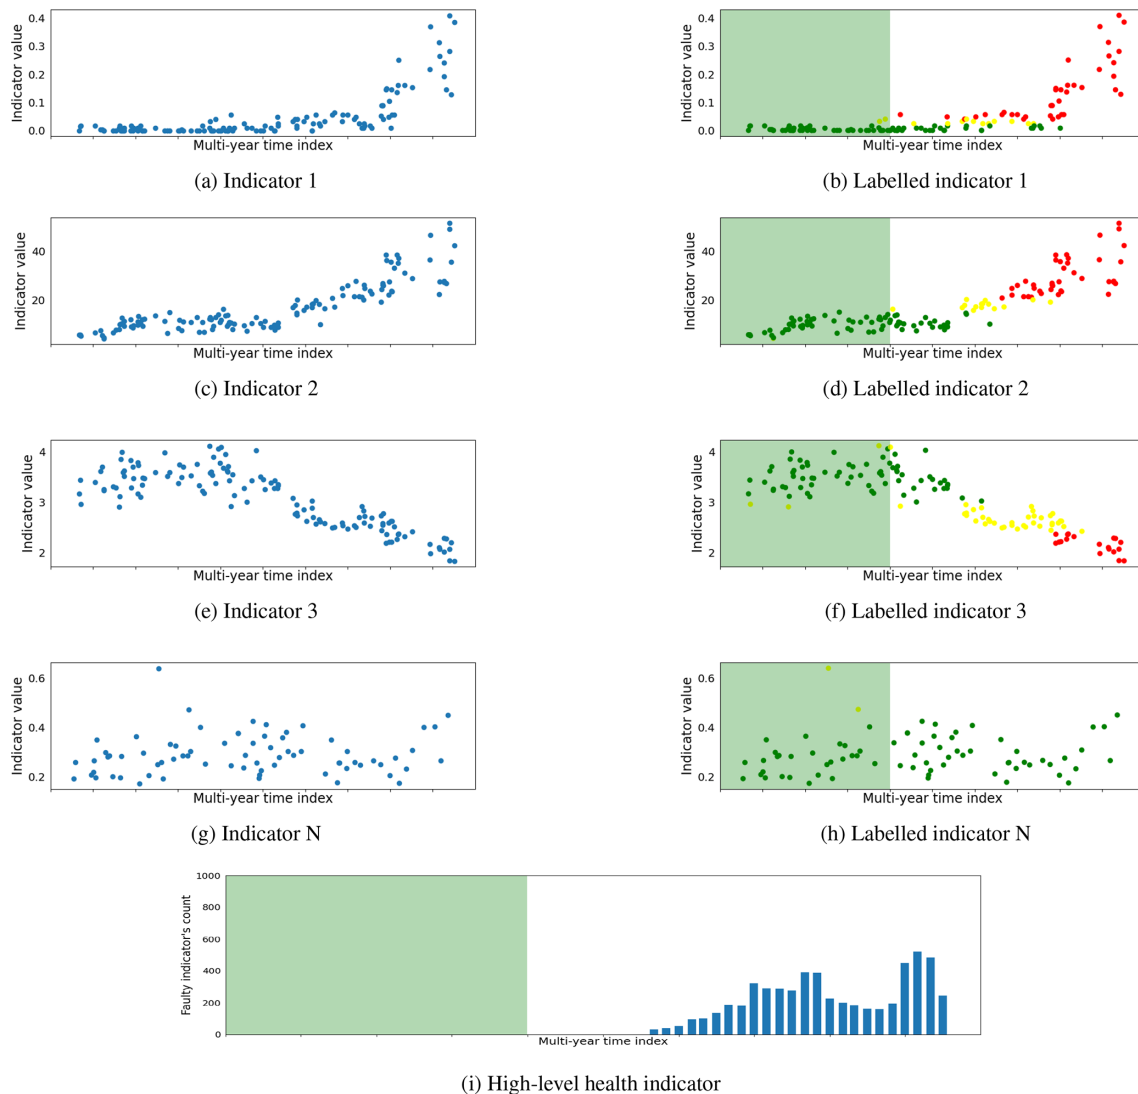 0.4
0.3
0.2
0.1
0.0
Indicator value
Multi-year time index
(a) Indicator 1
0.4
0.3
0.2
0.1
0.0
Indicator value
Multi-year time index
(b) Labelled indicator 1
40
20
Indicator value
Multi-year time index
(c) Indicator 2
40
20
Indicator value
Multi-year time index
(d) Labelled indicator 2
4
3
2
Indicator value
Multi-year time index
(e) Indicator 3
4
3
2
Indicator value
Multi-year time index
(f) Labelled indicator 3
0.6
0.4
0.2
Indicator value
Multi-year time index
(g) Indicator N
0.6
0.4
0.2
Indicator value
Multi-year time index
(h) Labelled indicator N
1000
800
600
400
200
0
Faulty indicator's count
Multi-year time index
(i) High-level health indicator